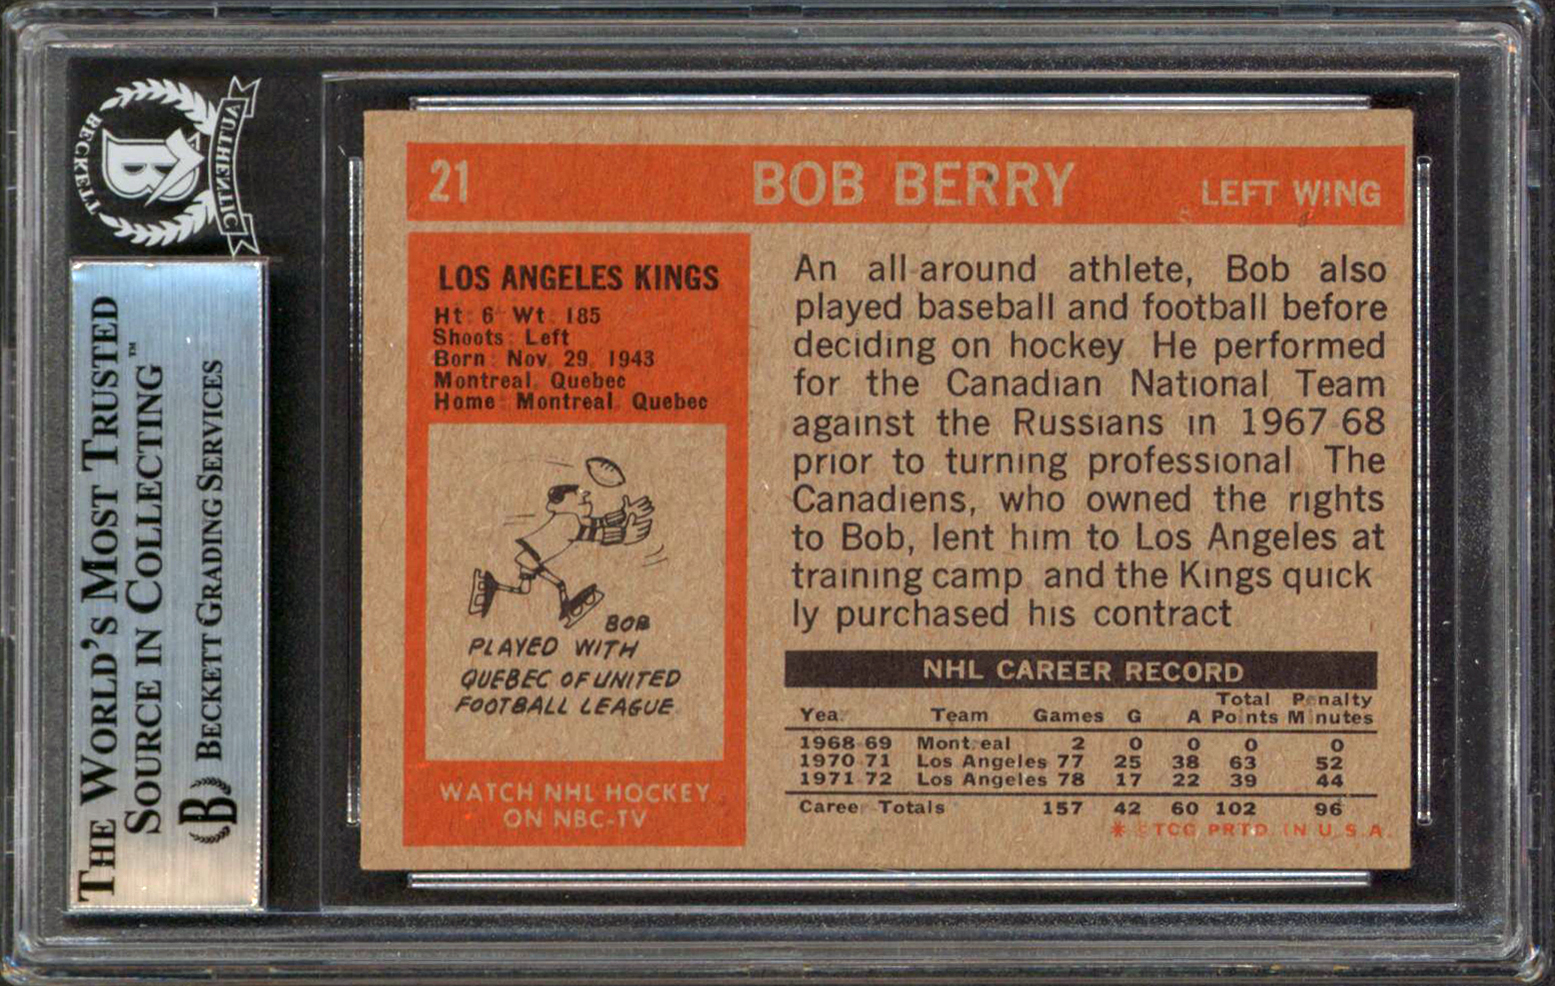 BECKETT
AUTHENTIC
THE WORLD'S MOST TRUSTED
SOURCE IN COLLECTING™
BECKETT GRADING SERVICES
21
BOB BERRY
LEFT WING
LOS ANGELES KINGS
Ht: 6 Wt: 185
Shoots: Left
Born: Nov. 29, 1943
Montreal, Quebec
Home: Montreal, Quebec
BOB
PLAYED WITH
QUEBEC OF UNITED
FOOTBALL LEAGUE
WATCH NHL HOCKEY
ON NBC-TV
An all-around athlete, Bob also
played baseball and football before
deciding on hockey He performed
for the Canadian National Team
against the Russians in 1967 68
prior to turning professional The
Canadiens, who owned the rights
to Bob, lent him to Los Angeles at
training camp and the Kings quick
ly purchased his contract
NHL CAREER RECORD
Year Team Games G A Total Points Penalty Minutes
1968 69 Montreal 2 0 0 0 0
1970 71 Los Angeles 77 25 38 63 52
1971 72 Los Angeles 78 17 22 39 44
Career Totals 157 42 60 102 96
* © TCG PRTD. IN U.S.A.